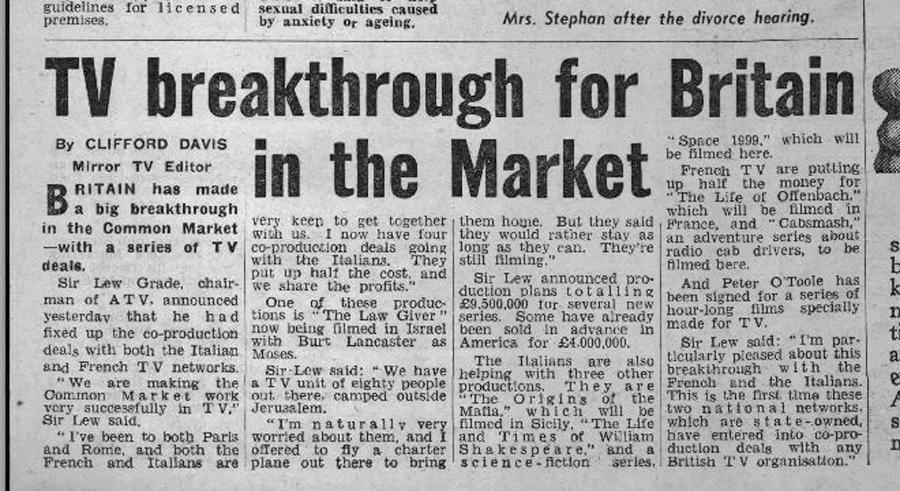 guidelines for licensed
premises.
sexual difficulties caused
by anxiety or ageing.
Mrs. Stephan after the divorce hearing.
TV breakthrough for Britain
in the Market
By CLIFFORD DAVIS
Mirror TV Editor
BRITAIN has made
a big breakthrough
in the Common Market
—with a series of TV
deals.
Sir Lew Grade, chair-
man of ATV, announced
yesterday that he had
fixed up the co-production
deals with both the Italian
and French TV networks.
"We are making the
Common Market work
very successfully in TV,"
Sir Lew said.
"I've been to both Paris
and Rome, and both the
French and Italians are
very keen to get together
with us. I now have four
co-production deals going
with the Italians. They
put up half the cost, and
we share the profits."
One of these produc-
tions is "The Law Giver"
now being filmed in Israel
with Burt Lancaster as
Moses.
Sir Lew said: "We have
a TV unit of eighty people
out there, camped outside
Jerusalem.
"I'm naturally very
worried about them, and I
offered to fly a charter
plane out there to bring
them home. But they said
they would rather stay as
long as they can. They're
still filming."
Sir Lew announced pro-
duction plans totalling
£9,500,000 for several new
series. Some have already
been sold in advance in
America for £4,000,000.
The Italians are also
helping with three other
productions. They are
"The Origins of the
Mafia," which will be
filmed in Sicily, "The Life
and Times of William
Shakespeare," and a
science-fiction series,
"Space 1999," which will
be filmed here.
French TV are putting
up half the money for
"The Life of Offenbach,"
which will be filmed in
France, and "Cabsmash,"
an adventure series about
radio cab drivers, to be
filmed here.
And Peter O'Toole has
been signed for a series of
hour-long films specially
made for TV.
Sir Lew said: "I'm par-
ticularly pleased about this
breakthrough with the
French and the Italians.
This is the first time these
two national networks,
which are state-owned,
have entered into co-pro-
duction deals with any
British TV organisation."